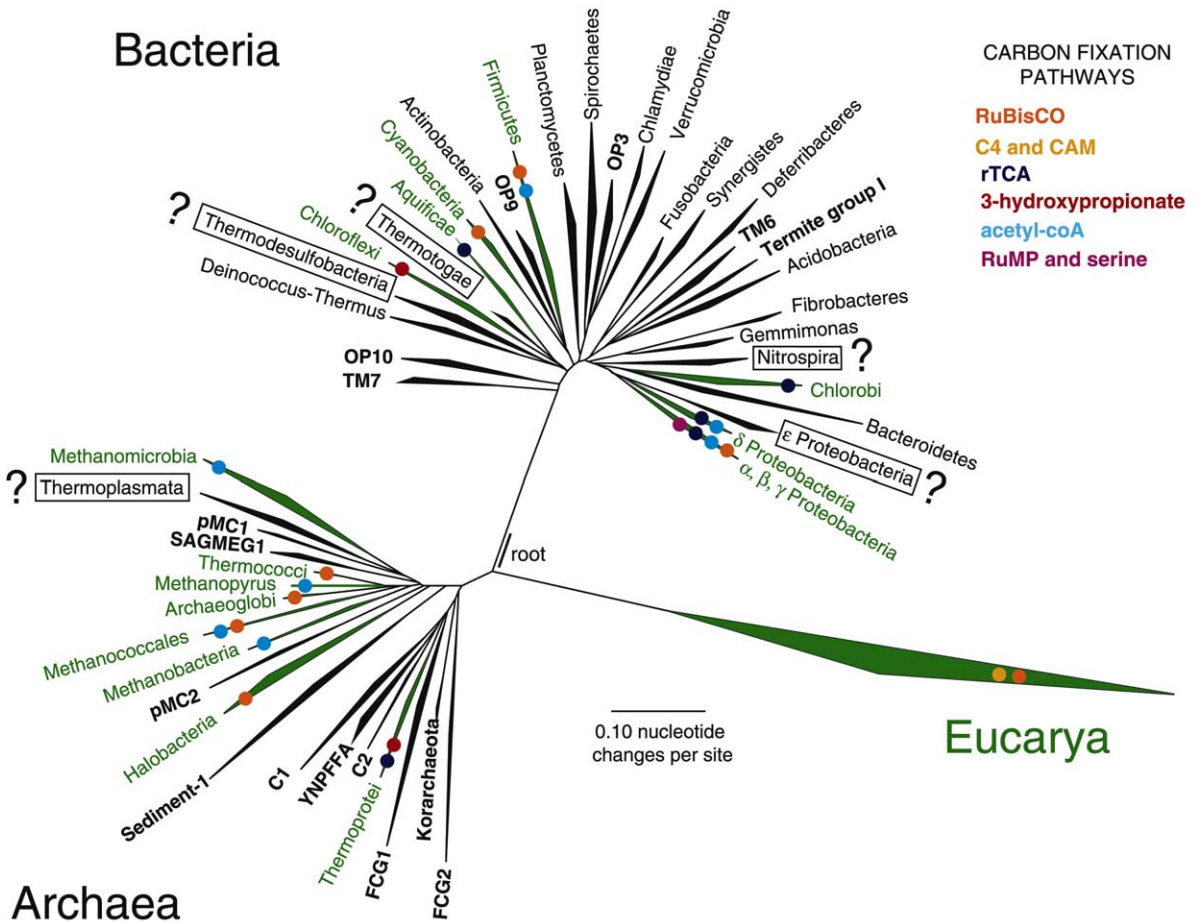 Bacteria
CARBON FIXATION
PATHWAYS
RuBisCO
C4 and CAM
rTCA
3-hydroxypropionate
acetyl-coA
RuMP and serine
?
Thermodesulfobacteria
Deinococcus-Thermus
Chloroflexi
?
Thermotogae
Aquificae
Cyanobacteria
Actinobacteria
OP9
Firmicutes
Planctomycetes
Spirochaetes
OP3
Chlamydiae
Verrucomicrobia
Fusobacteria
Synergistes
Deferribacteres
TM6
Termite group I
Acidobacteria
Fibrobacteres
Gemmimonas
Nitrospira ?
Chlorobi
Bacteroidetes
ε Proteobacteria ?
δ Proteobacteria
α, β, γ Proteobacteria
OP10
TM7
root
Methanomicrobia
? Thermoplasmata
pMC1
SAGMEG1
Thermococci
Methanopyrus
Archaeoglobi
Methanococcales
Methanobacteria
pMC2
Halobacteria
Sediment-1
C1
YNPFFA
C2
Thermoprotei
FCG1
Korarchaeota
FCG2
0.10 nucleotide
changes per site
Eucarya
Archaea